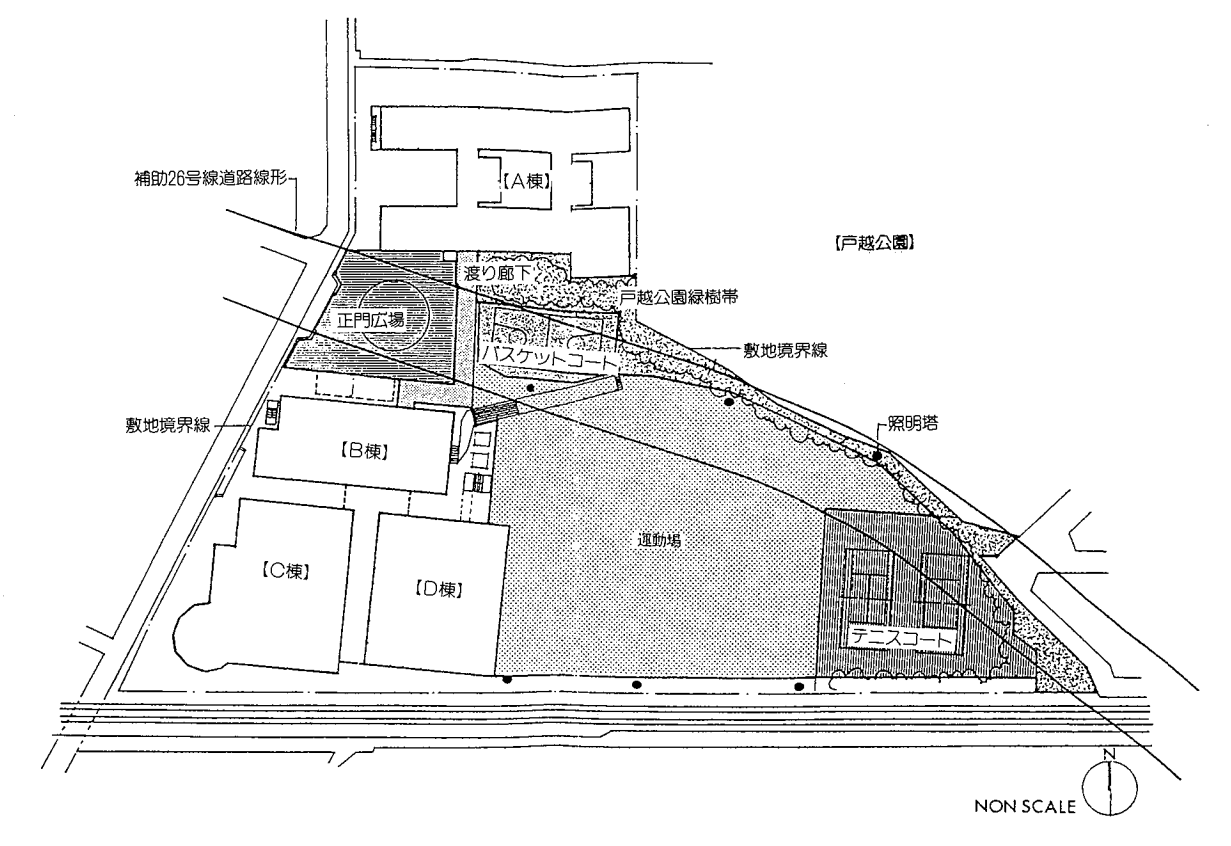 補助26号線道路線形
【A棟】
【戸越公園】
渡り廊下
戸越公園緑樹帯
正門広場
バスケットコート
敷地境界線
敷地境界線
照明塔
【B棟】
運動場
【C棟】
【D棟】
テニスコート
N
NON SCALE